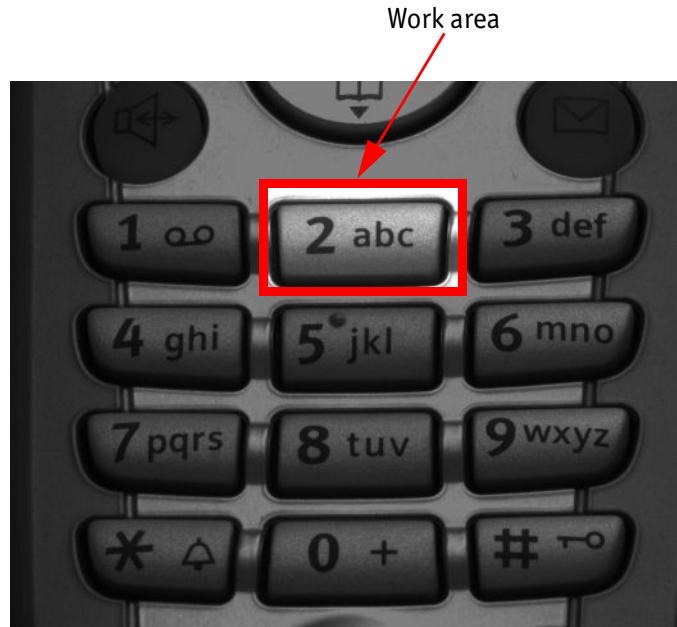 Work area
1
2 abc
3 def
4 ghi
5 jkl
6 mno
7 pqrs
8 tuv
9 wxyz
*
0 +
#